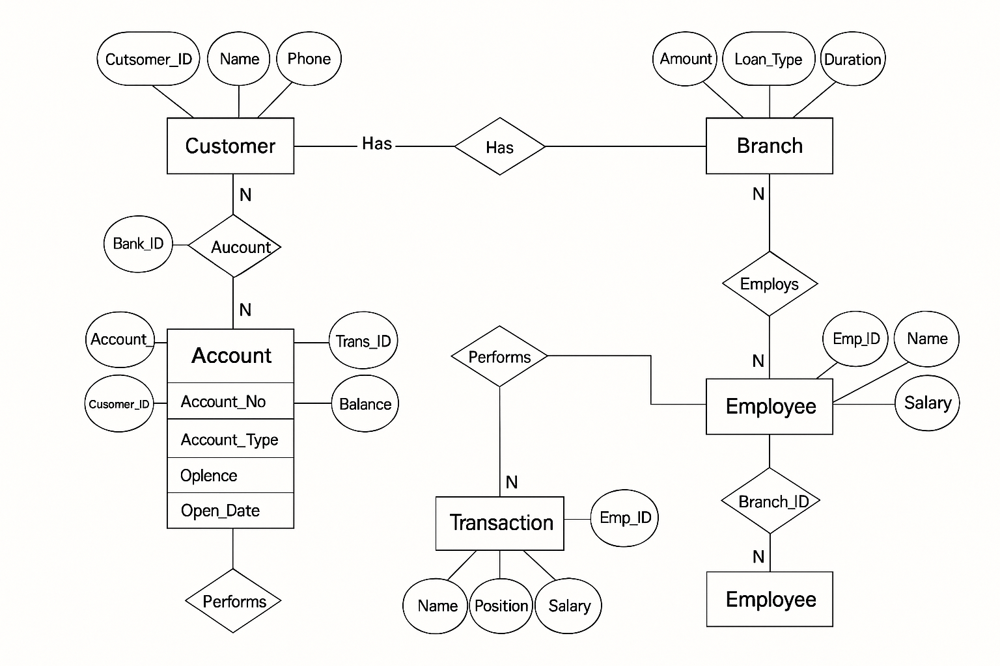 Cutsomer_ID
Name
Phone
Amount
Loan_Type
Duration
Customer
Has
Has
Branch
N
N
Bank_ID
Aucount
Employs
N
N
Account_
Trans_ID
Emp_ID
Name
Account
Performs
Cusomer_ID
Account_No
Balance
Employee
Salary
Account_Type
Oplence
Open_Date
N
Branch_ID
Transaction
Emp_ID
N
Performs
Name
Position
Salary
Employee